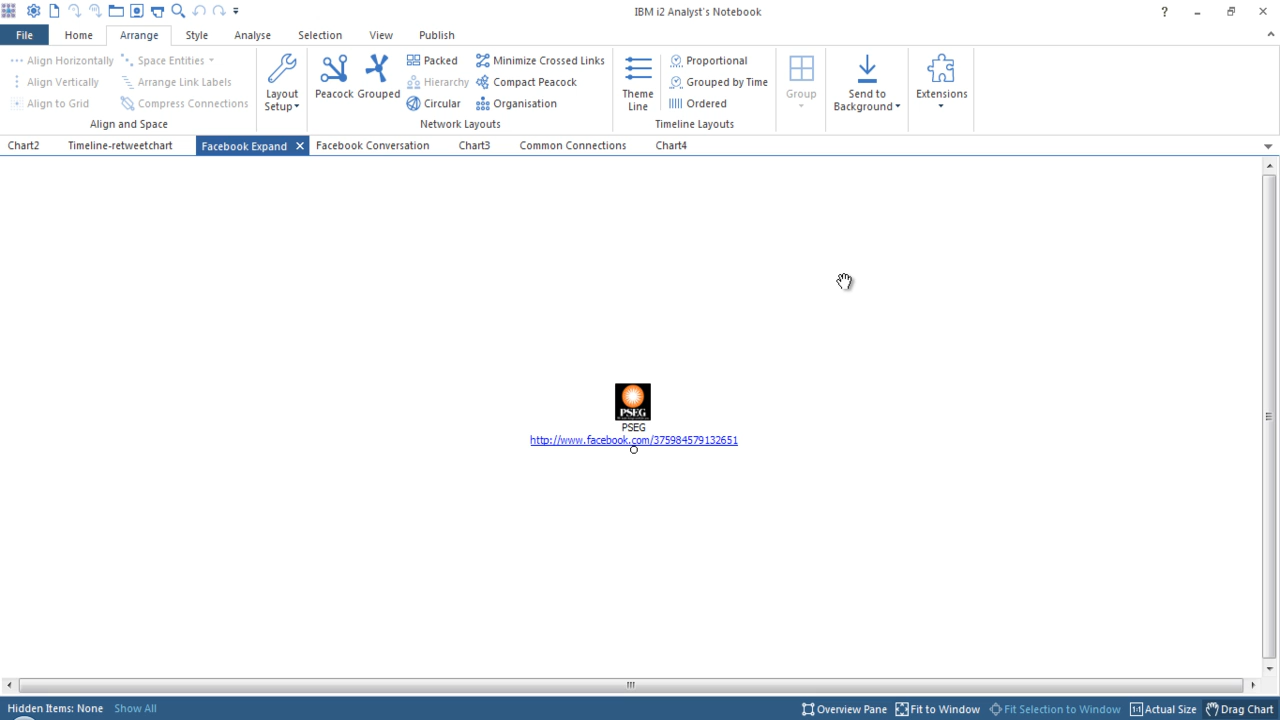 IBM i2 Analyst's Notebook
?
File Home Arrange Style Analyse Selection View Publish
Align Horizontally Space Entities
Align Vertically Arrange Link Labels
Align to Grid Compress Connections
Align and Space
Layout Setup
Peacock Grouped
Packed Minimize Crossed Links
Hierarchy Compact Peacock
Circular Organisation
Network Layouts
Theme Line
Proportional
Grouped by Time
Ordered
Timeline Layouts
Group
Send to Background
Extensions
Chart2 Timeline-retweetchart Facebook Expand Facebook Conversation Chart3 Common Connections Chart4
PSEG
PSEG
http://www.facebook.com/375984579132651
Hidden Items: None Show All Overview Pane Fit to Window Fit Selection to Window 1:1 Actual Size Drag Chart